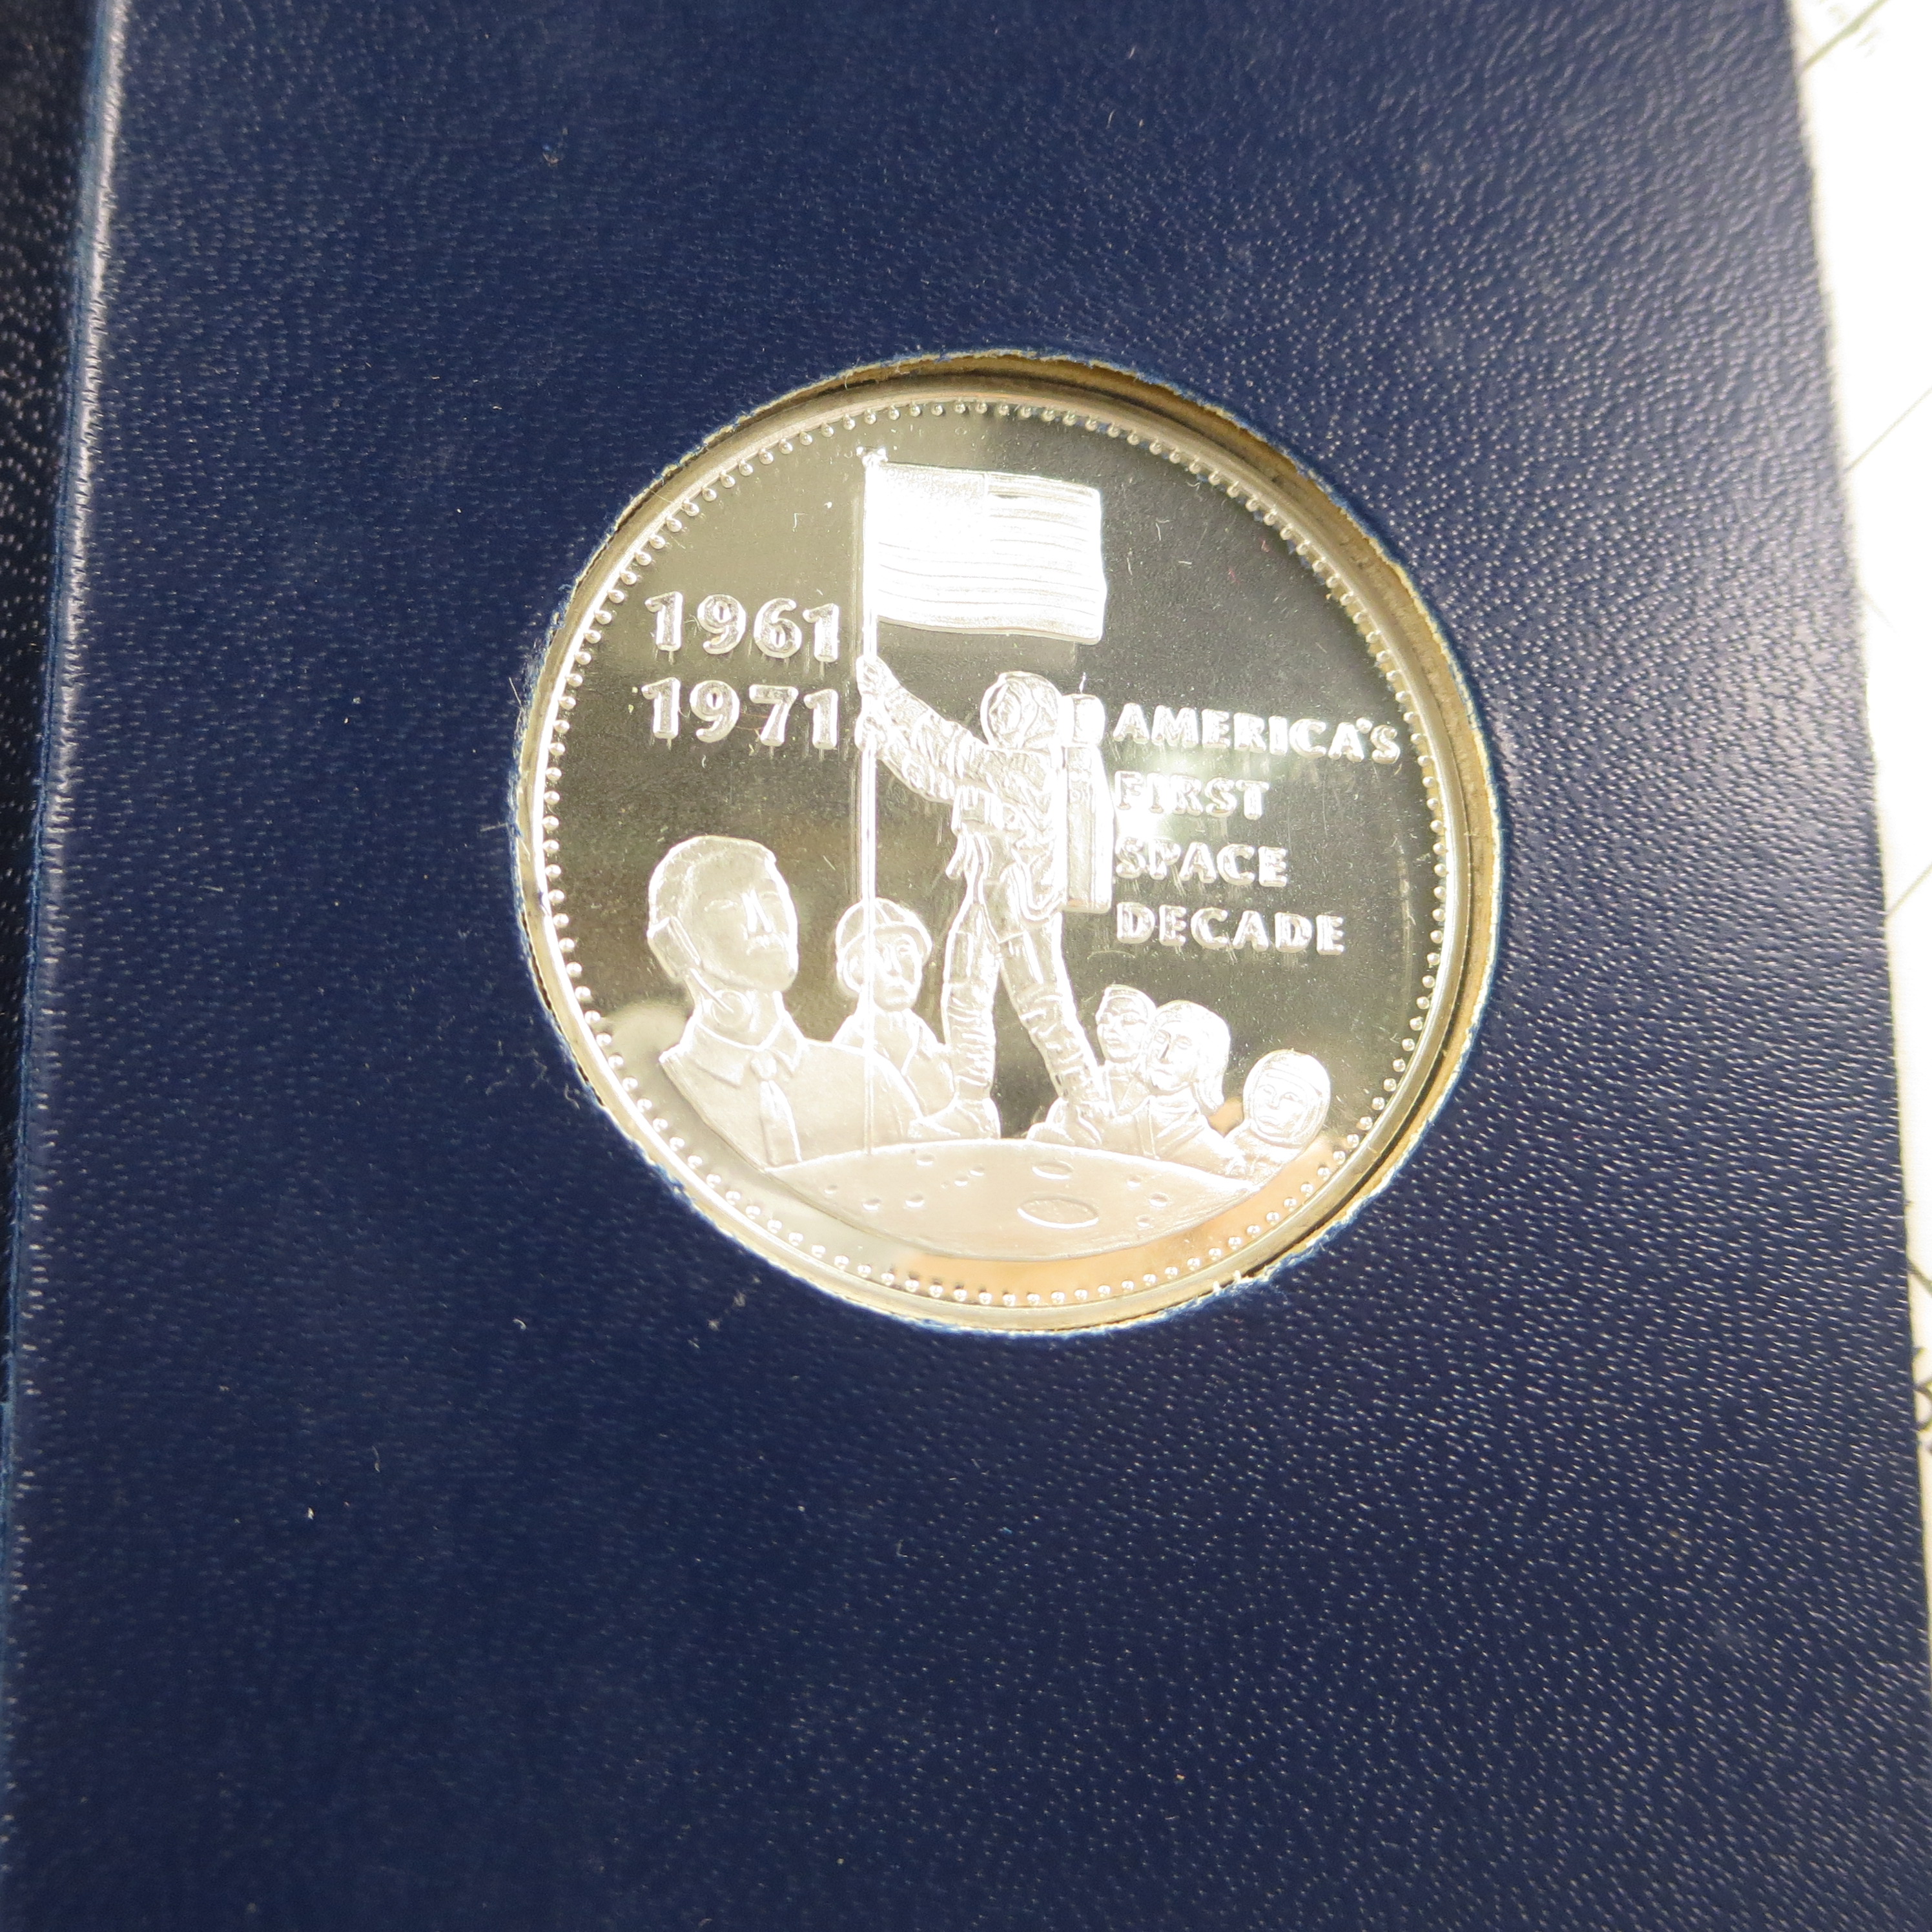 1961
1971
AMERICA'S
FIRST
SPACE
DECADE